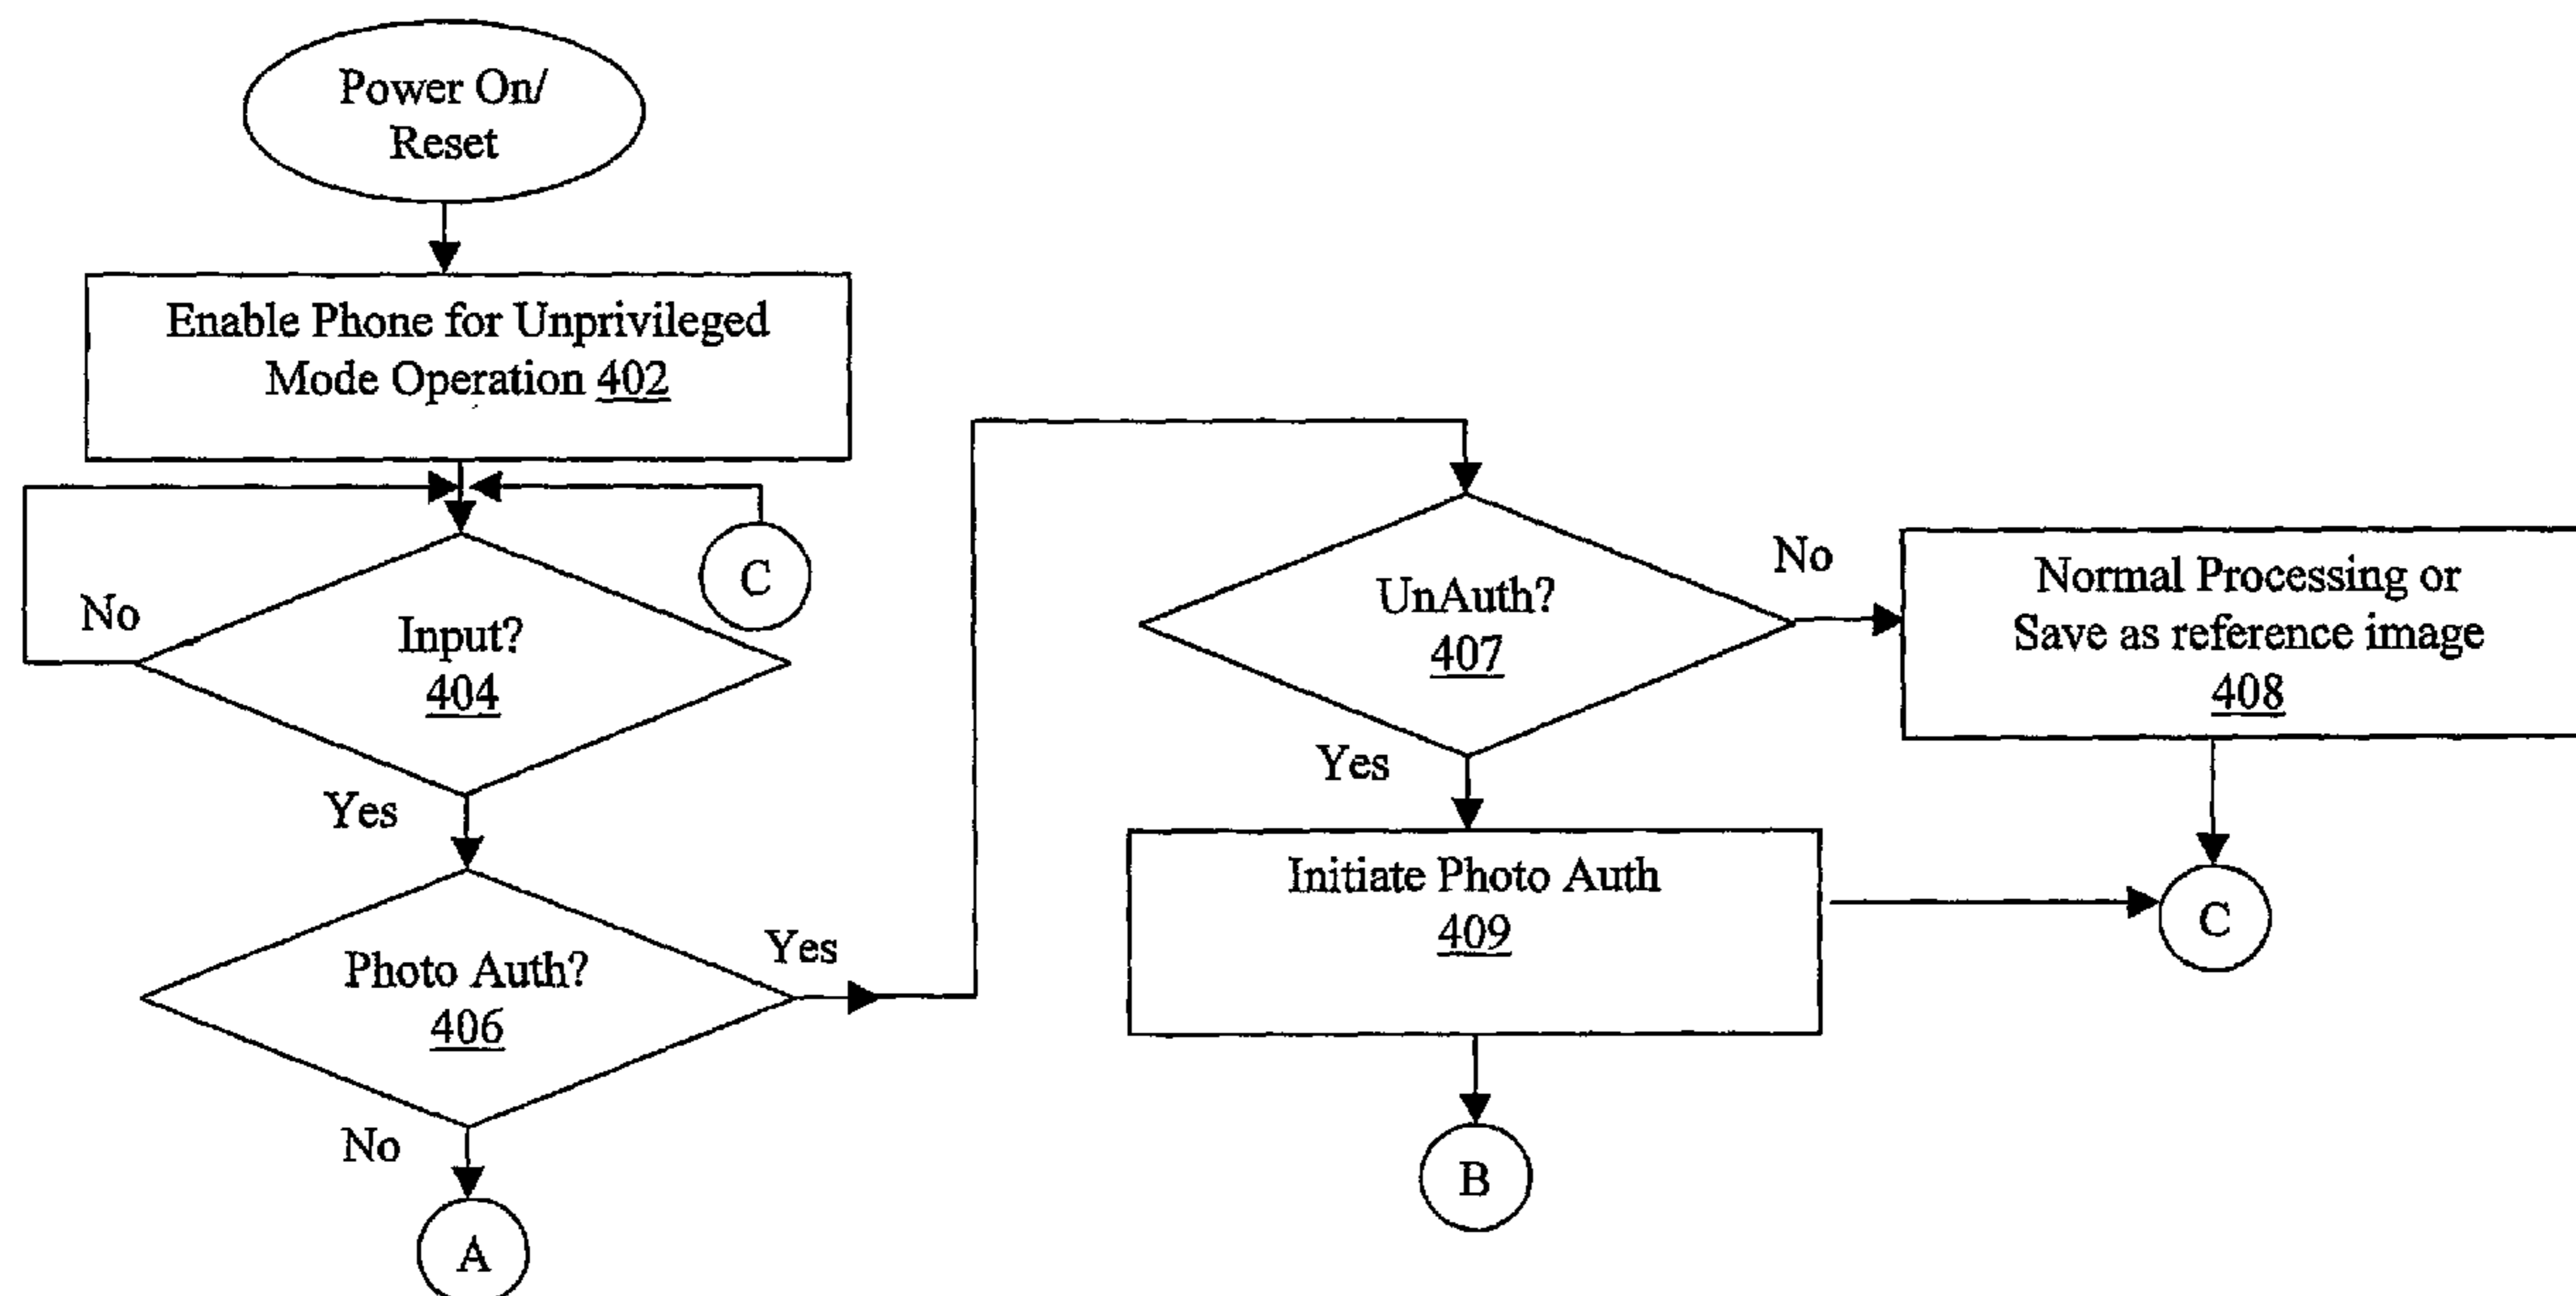 Power On/
Reset
Enable Phone for Unprivileged
Mode Operation 402
C
No
Input?
404
Yes
Photo Auth?
406
Yes
No
A
UnAuth?
407
No
Normal Processing or
Save as reference image
408
Yes
Initiate Photo Auth
409
C
B